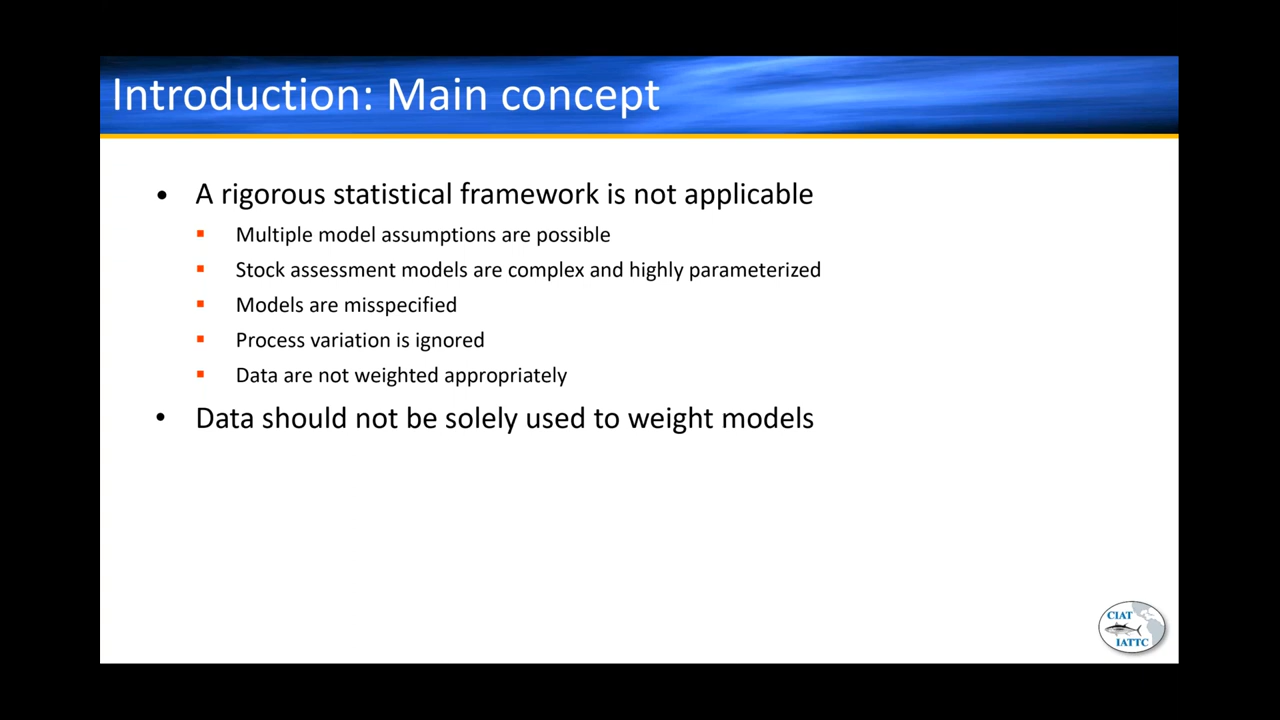 Introduction: Main concept
• A rigorous statistical framework is not applicable
▪ Multiple model assumptions are possible
▪ Stock assessment models are complex and highly parameterized
▪ Models are misspecified
▪ Process variation is ignored
▪ Data are not weighted appropriately
• Data should not be solely used to weight models
CIAT
IATTC